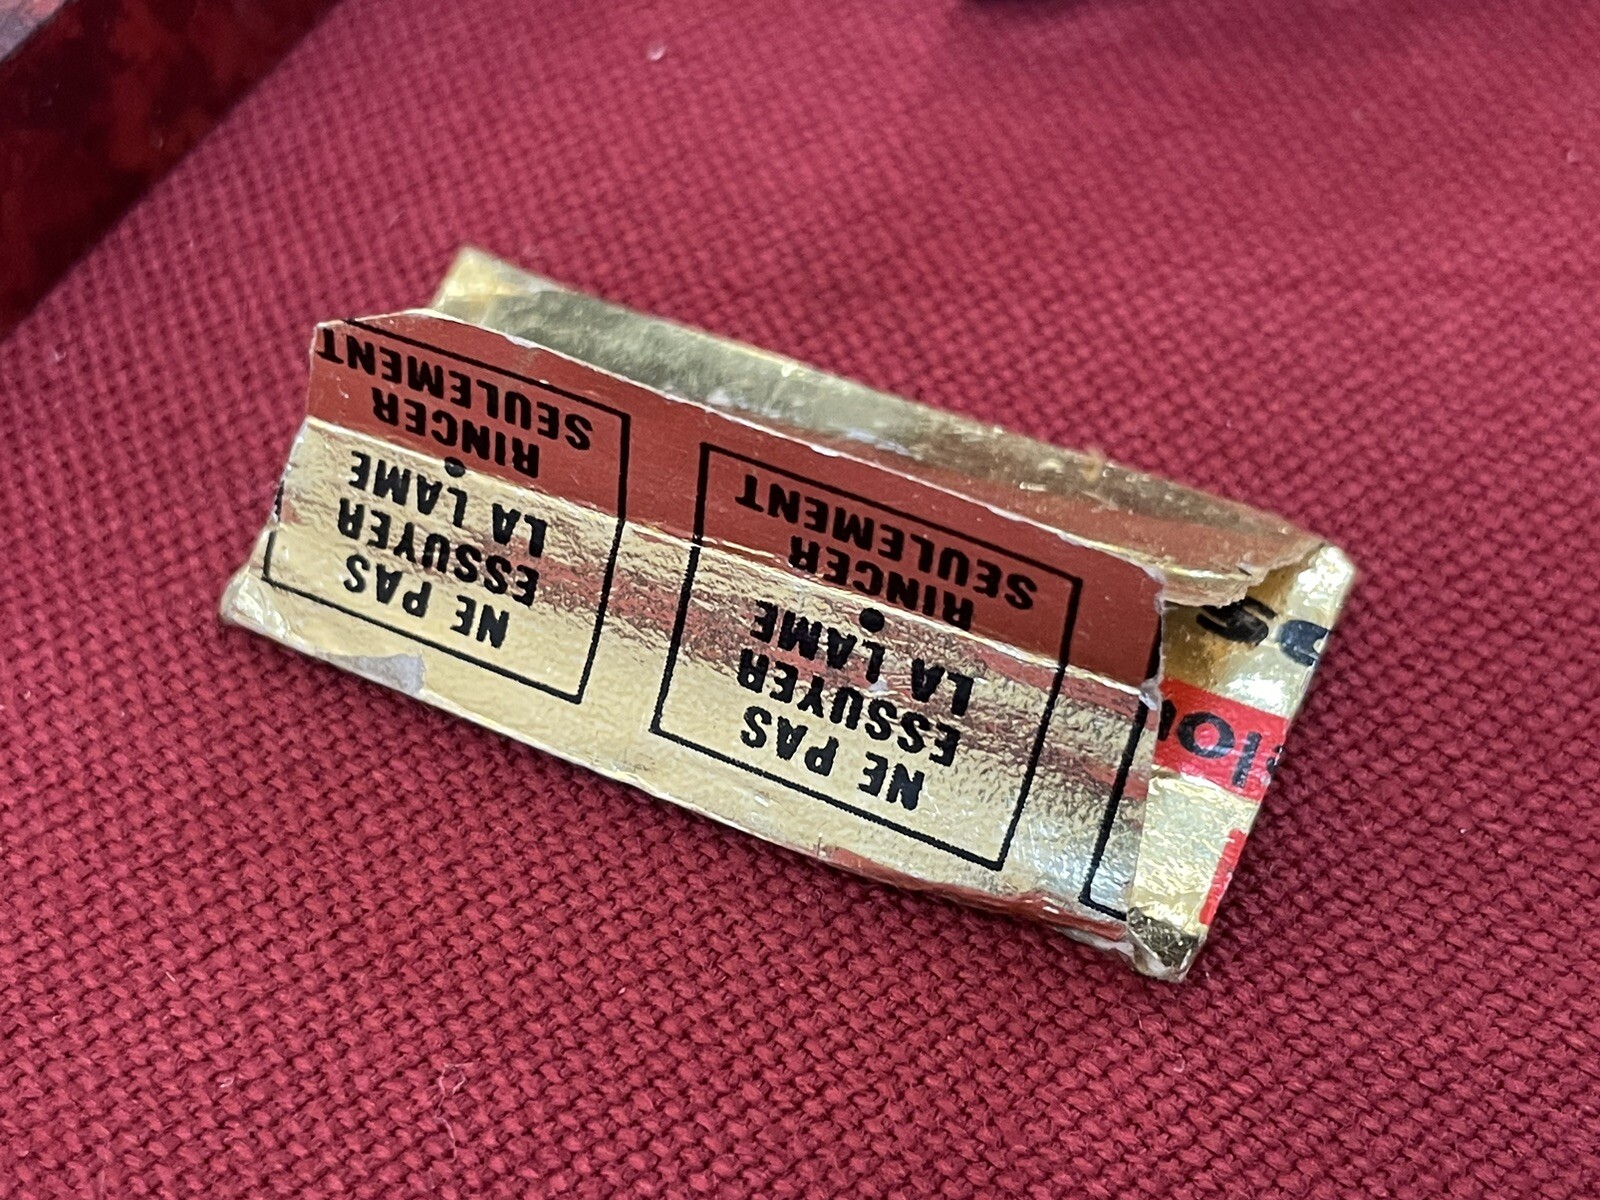 NE PAS
ESSUYER
LA LAME
•
RINCER
SEULEMENT
NE PAS
ESSUYER
LA LAME
•
RINCER
SEULEMENT